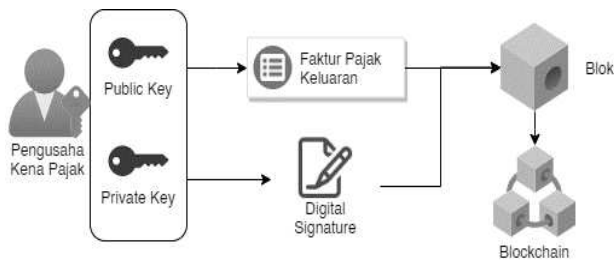 Pengusaha
Kena Pajak
Public Key
Private Key
Faktur Pajak
Keluaran
Digital
Signature
Blok
Blockchain